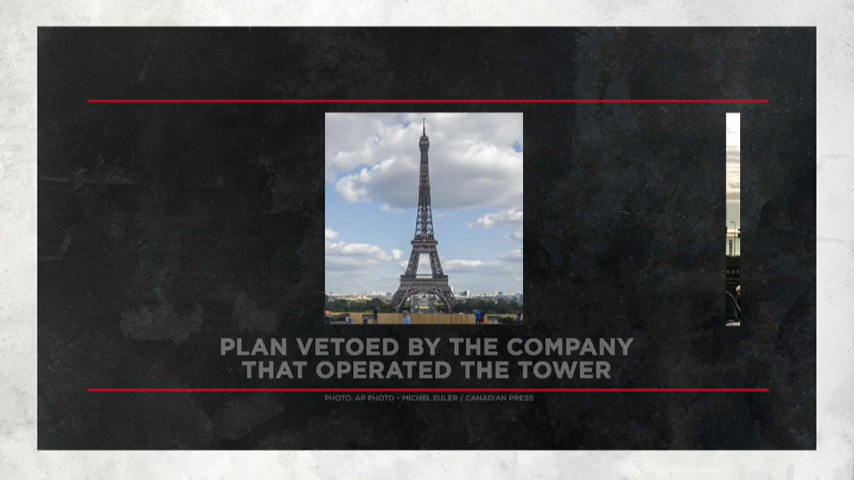 PLAN VETOED BY THE COMPANY
THAT OPERATED THE TOWER
PHOTO: AP PHOTO - MICHEL EULER / CANADIAN PRESS